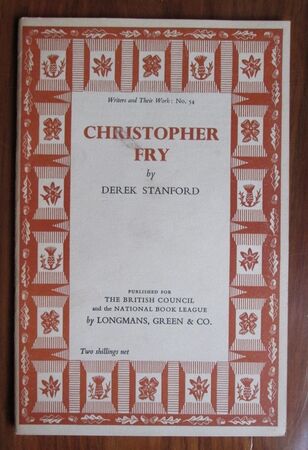 Writers and Their Work: No. 54
CHRISTOPHER
FRY
by
DEREK STANFORD
PUBLISHED FOR
THE BRITISH COUNCIL
and the NATIONAL BOOK LEAGUE
by LONGMANS, GREEN & CO.
Two shillings net